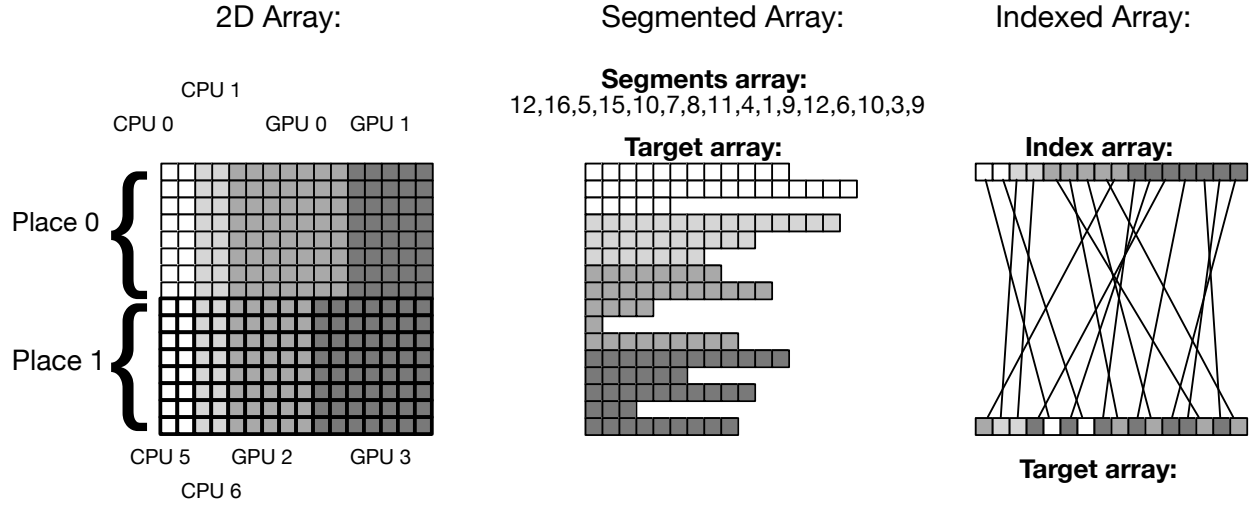 2D Array:
Segmented Array:
Indexed Array:
Segments array:
12,16,5,15,10,7,8,11,4,1,9,12,6,10,3,9
CPU 1
CPU 0
GPU 0
GPU 1
Target array:
Index array:
Place 0
Place 1
CPU 5
GPU 2
GPU 3
CPU 6
Target array: